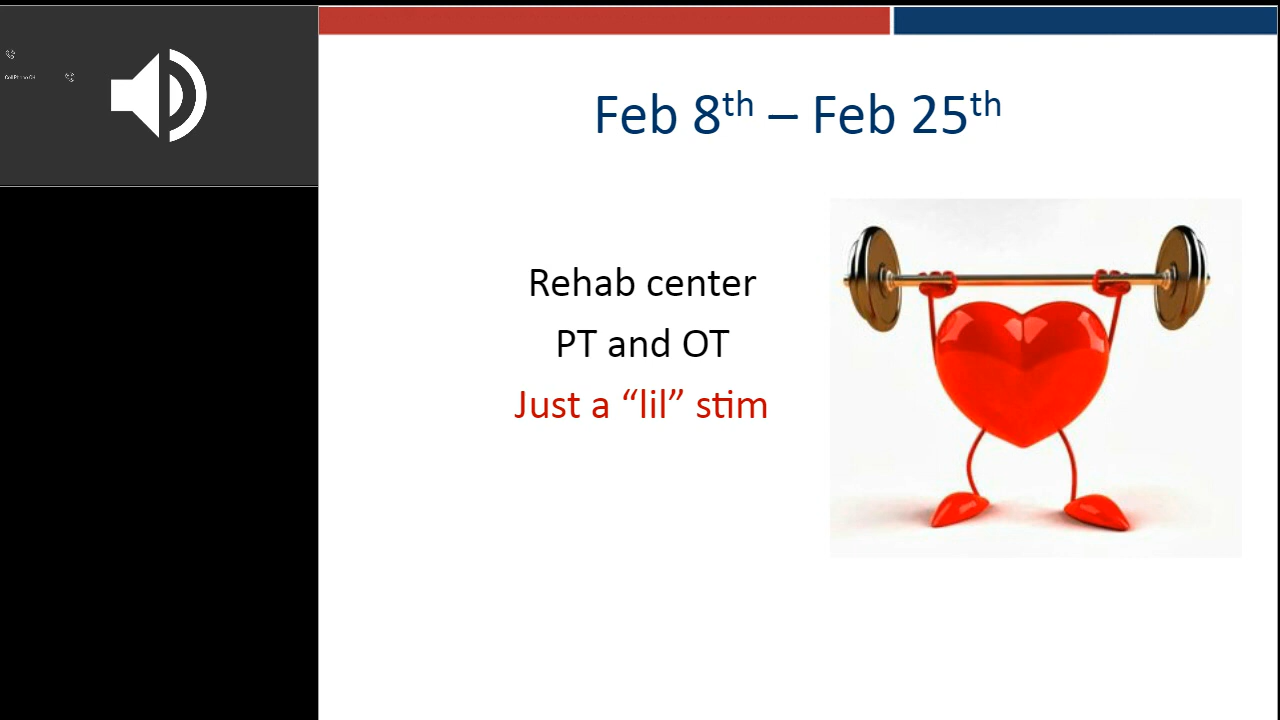 Feb 8th – Feb 25th
Rehab center
PT and OT
Just a “lil” stim